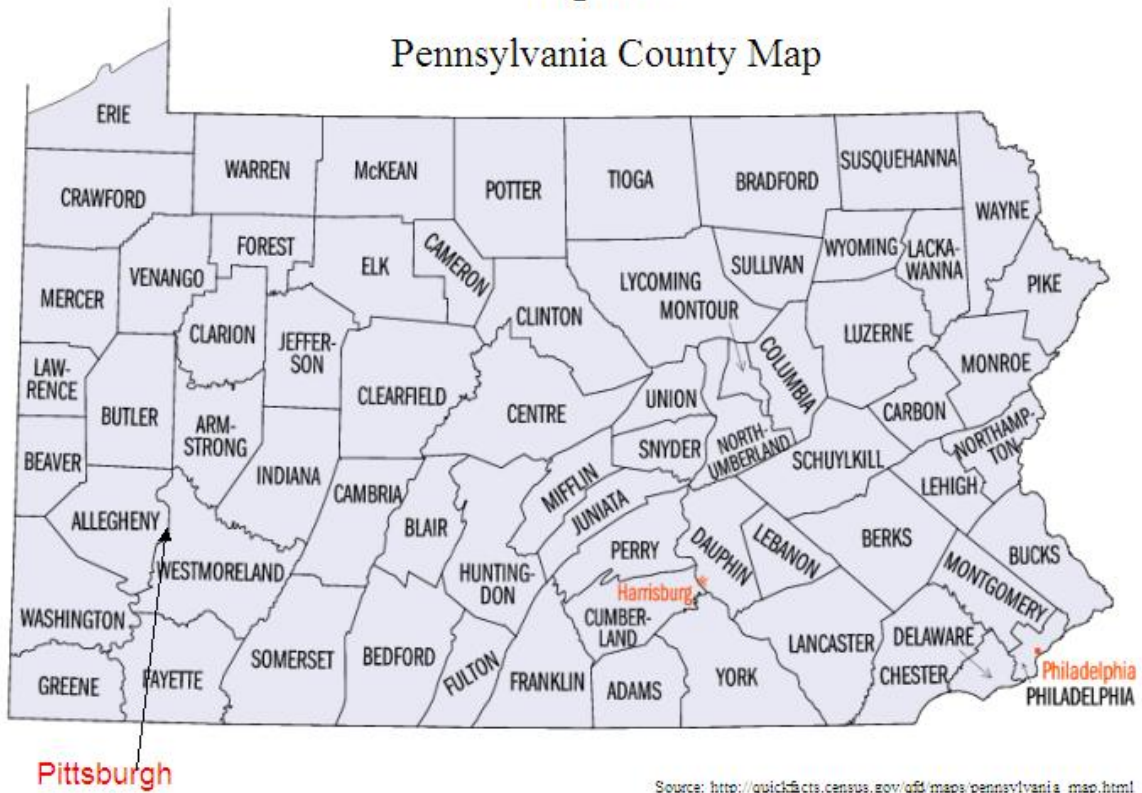 Pennsylvania County Map
ERIE
CRAWFORD
WARREN
McKEAN
POTTER
TIOGA
BRADFORD
SUSQUEHANNA
WAYNE
FOREST
VENANGO
MERCER
ELK
CAMERON
LYCOMING
SULLIVAN
WYOMING
LACKA-
WANNA
PIKE
CLARION
JEFFER-
SON
CLINTON
MONTOUR
COLUMBIA
LUZERNE
MONROE
LAW-
RENCE
BUTLER
ARM-
STRONG
CLEARFIELD
CENTRE
UNION
SNYDER
NORTH-
UMBERLAND
CARBON
NORTHAMP-
TON
SCHUYLKILL
LEHIGH
BEAVER
INDIANA
CAMBRIA
BLAIR
MIFFLIN
JUNIATA
ALLEGHENY
WESTMORELAND
HUNTING-
DON
PERRY
DAUPHIN
LEBANON
BERKS
BUCKS
MONTGOMERY
Harrisburg*
CUMBER-
LAND
WASHINGTON
GREENE
FAYETTE
SOMERSET
BEDFORD
FULTON
FRANKLIN
ADAMS
YORK
LANCASTER
DELAWARE
CHESTER
*
Philadelphia
PHILADELPHIA
Pittsburgh
Source: http://quickfacts.census.gov/qfd/maps/pennsylvania_map.html